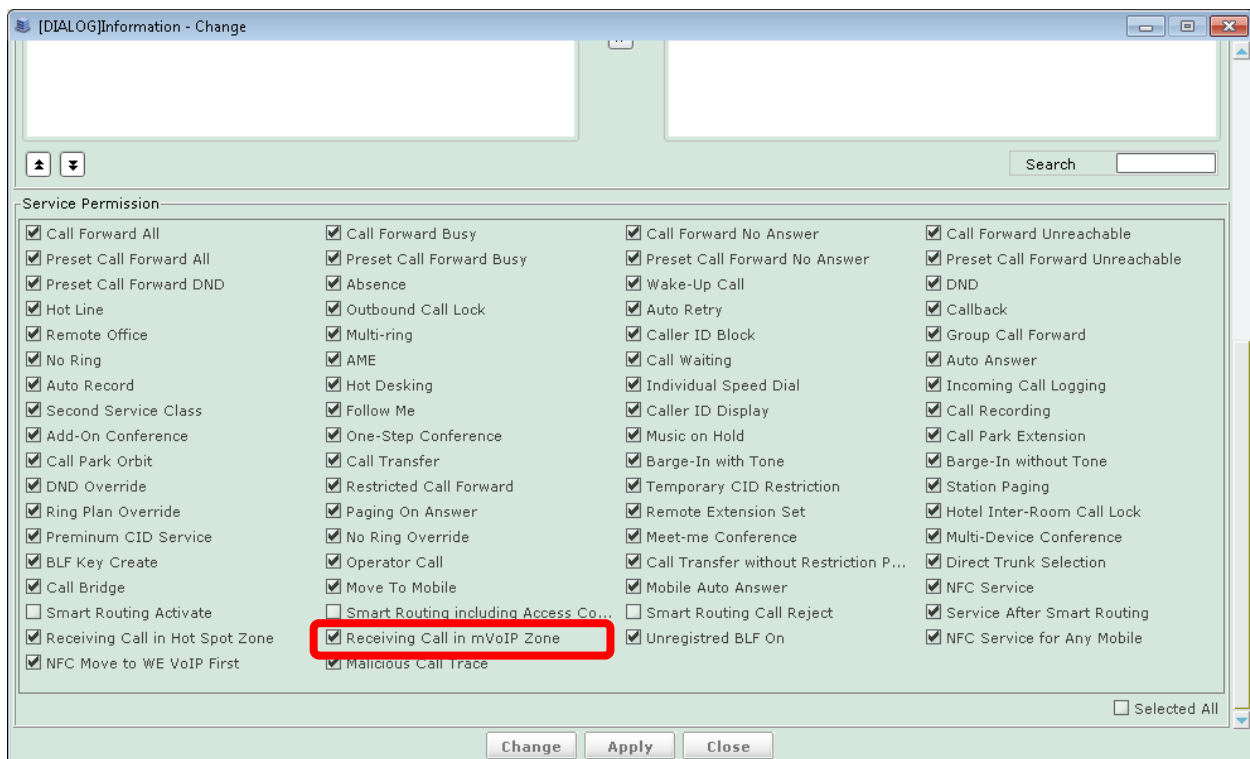 [DIALOG]Information - Change
Search
Service Permission
Call Forward All Call Forward Busy Call Forward No Answer Call Forward Unreachable
Preset Call Forward All Preset Call Forward Busy Preset Call Forward No Answer Preset Call Forward Unreachable
Preset Call Forward DND Absence Wake-Up Call DND
Hot Line Outbound Call Lock Auto Retry Callback
Remote Office Multi-ring Caller ID Block Group Call Forward
No Ring AME Call Waiting Auto Answer
Auto Record Hot Desking Individual Speed Dial Incoming Call Logging
Second Service Class Follow Me Caller ID Display Call Recording
Add-On Conference One-Step Conference Music on Hold Call Park Extension
Call Park Orbit Call Transfer Barge-In with Tone Barge-In without Tone
DND Override Restricted Call Forward Temporary CID Restriction Station Paging
Ring Plan Override Paging On Answer Remote Extension Set Hotel Inter-Room Call Lock
Preminum CID Service No Ring Override Meet-me Conference Multi-Device Conference
BLF Key Create Operator Call Call Transfer without Restriction P... Direct Trunk Selection
Call Bridge Move To Mobile Mobile Auto Answer NFC Service
Smart Routing Activate Smart Routing including Access Co... Smart Routing Call Reject Service After Smart Routing
Receiving Call in Hot Spot Zone Receiving Call in mVoIP Zone Unregistred BLF On NFC Service for Any Mobile
NFC Move to WE VoIP First Malicious Call Trace
Selected All
Change Apply Close